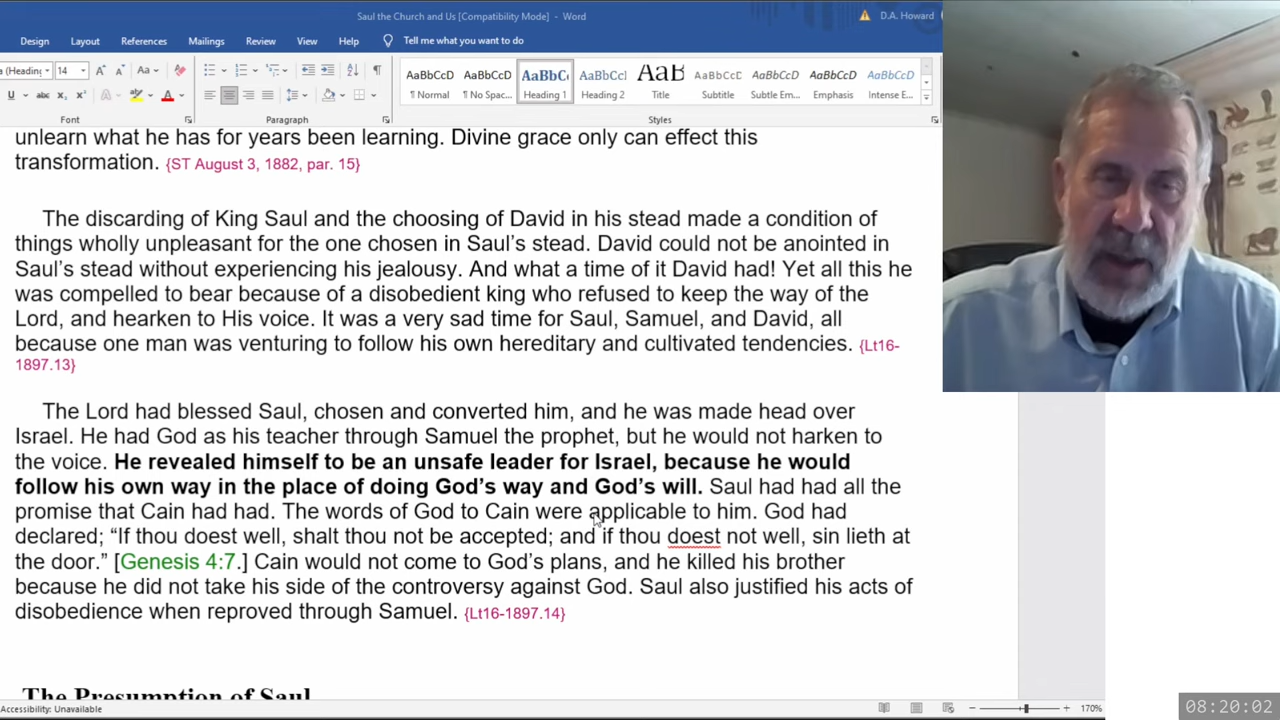 Saul the Church and Us [Compatibility Mode] - Word
D.A. Howard
Design Layout References Mailings Review View Help Tell me what you want to do
(Heading 14 Aa
AaBbCcD AaBbCcD AaBbC AaBbCcl AaB AaBbCcD AaBbCcD AaBbCcD AaBbCcD
¶ Normal ¶ No Spac... Heading 1 Heading 2 Title Subtitle Subtle Em... Emphasis Intense E...
Font Paragraph Styles
unlearn what he has for years been learning. Divine grace only can effect this
transformation. {ST August 3, 1882, par. 15}
The discarding of King Saul and the choosing of David in his stead made a condition of
things wholly unpleasant for the one chosen in Saul’s stead. David could not be anointed in
Saul’s stead without experiencing his jealousy. And what a time of it David had! Yet all this he
was compelled to bear because of a disobedient king who refused to keep the way of the
Lord, and hearken to His voice. It was a very sad time for Saul, Samuel, and David, all
because one man was venturing to follow his own hereditary and cultivated tendencies. {Lt16-
1897.13}
The Lord had blessed Saul, chosen and converted him, and he was made head over
Israel. He had God as his teacher through Samuel the prophet, but he would not harken to
the voice. He revealed himself to be an unsafe leader for Israel, because he would
follow his own way in the place of doing God’s way and God’s will. Saul had had all the
promise that Cain had had. The words of God to Cain were applicable to him. God had
declared; “If thou doest well, shalt thou not be accepted; and if thou doest not well, sin lieth at
the door.” [Genesis 4:7.] Cain would not come to God’s plans, and he killed his brother
because he did not take his side of the controversy against God. Saul also justified his acts of
disobedience when reproved through Samuel. {Lt16-1897.14}
The Presumption of Saul
Accessibility: Unavailable
170%
08:20:02